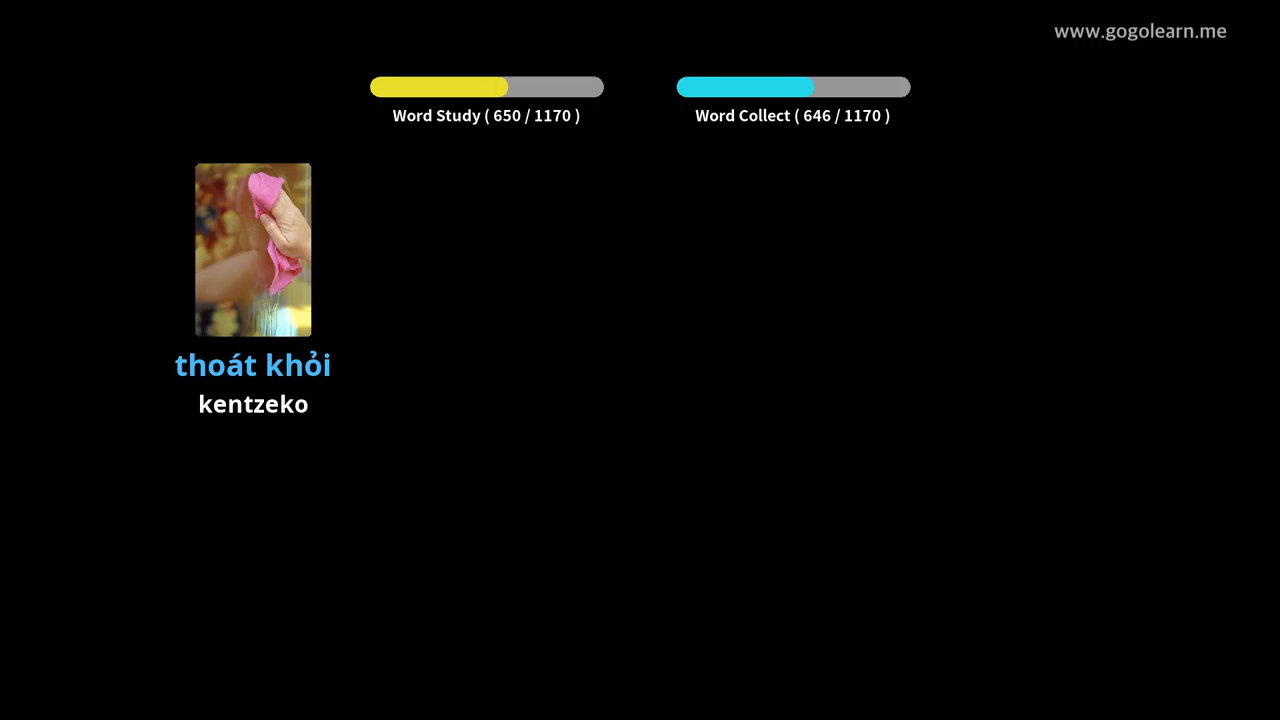 www.gogolearn.me
Word Study ( 650 / 1170 )
Word Collect ( 646 / 1170 )
thoát khỏi
kentzeko